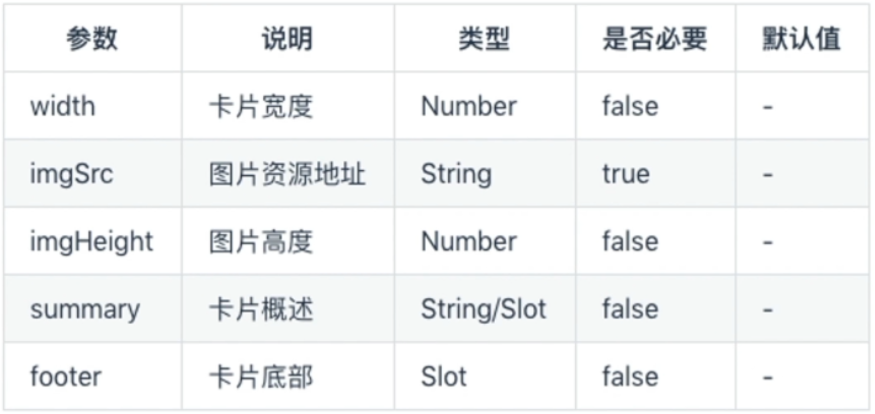 参数 说明 类型 是否必要 默认值
width 卡片宽度 Number false -
imgSrc 图片资源地址 String true -
imgHeight 图片高度 Number false -
summary 卡片概述 String/Slot false -
footer 卡片底部 Slot false -